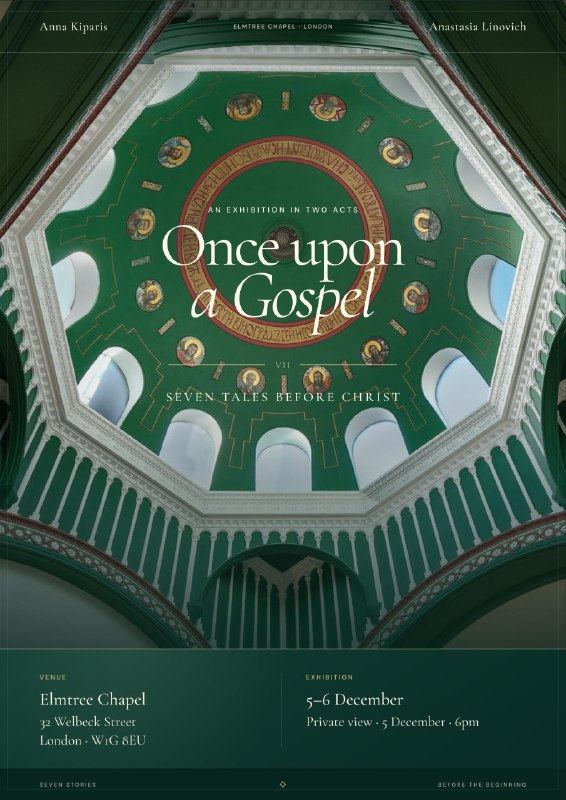 Anna Kiparis
ELMTREE CHAPEL · LONDON
Anastasia Linovich
AN EXHIBITION IN TWO ACTS
Once upon
a Gospel
VII
SEVEN TALES BEFORE CHRIST
VENUE
Elmtree Chapel
32 Welbeck Street
London · W1G 8EU
EXHIBITION
5–6 December
Private view · 5 December · 6pm
SEVEN STORIES
BEFORE THE BEGINNING